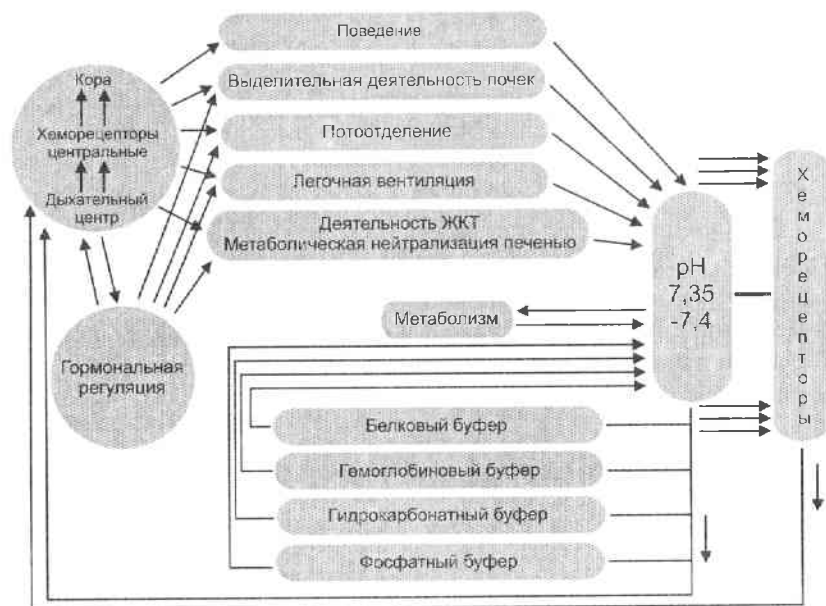 Поведение
Кора
Выделительная деятельность почек
Хеморецепторы
центральные
Потоотделение
Легочная вентиляция
Дыхательный
центр
Деятельность ЖКТ
Метаболическая нейтрализация печенью
pH
7,35
-7,4
Хеморецепторы
Метаболизм
Гормональная
регуляция
Белковый буфер
Гемоглобиновый буфер
Гидрокарбонатный буфер
Фосфатный буфер